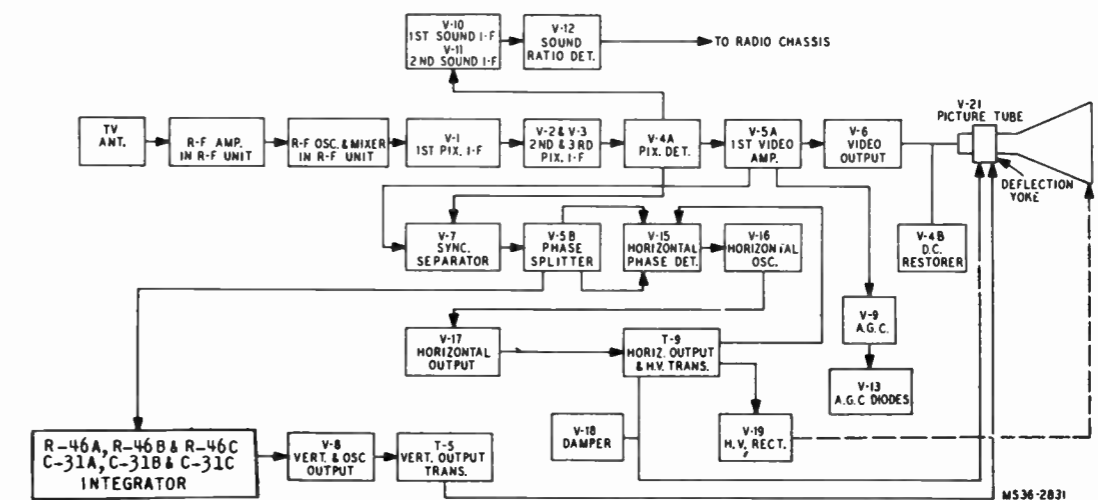 V-10
1ST SOUND I-F
V-11
2ND SOUND I-F
V-12
SOUND
RATIO DET.
TO RADIO CHASSIS
TV
ANT.
R-F AMP.
IN R-F UNIT
R-F OSC. & MIXER
IN R-F UNIT
V-1
1ST PIX. I-F
V-2 & V-3
2ND & 3RD
PIX. I-F
V-4A
PIX. DET.
V-5A
1ST VIDEO
AMP.
V-6
VIDEO
OUTPUT
V-21
PICTURE TUBE
DEFLECTION
YOKE
V-7
SYNC.
SEPARATOR
V-5B
PHASE
SPLITTER
V-15
HORIZONTAL
PHASE DET.
V-16
HORIZONTAL
OSC.
V-4B
D.C.
RESTORER
V-17
HORIZONTAL
OUTPUT
T-9
HORIZ. OUTPUT
& H.V. TRANS.
V-9
A.G.C.
V-13
A.G.C DIODES
V-18
DAMPER
V-19
H.V. RECT.
R-46A, R-46B & R-46C
C-31A, C-31B & C-31C
INTEGRATOR
V-8
VERT. & OSC
OUTPUT
T-5
VERT. OUTPUT
TRANS.
MS36-2831